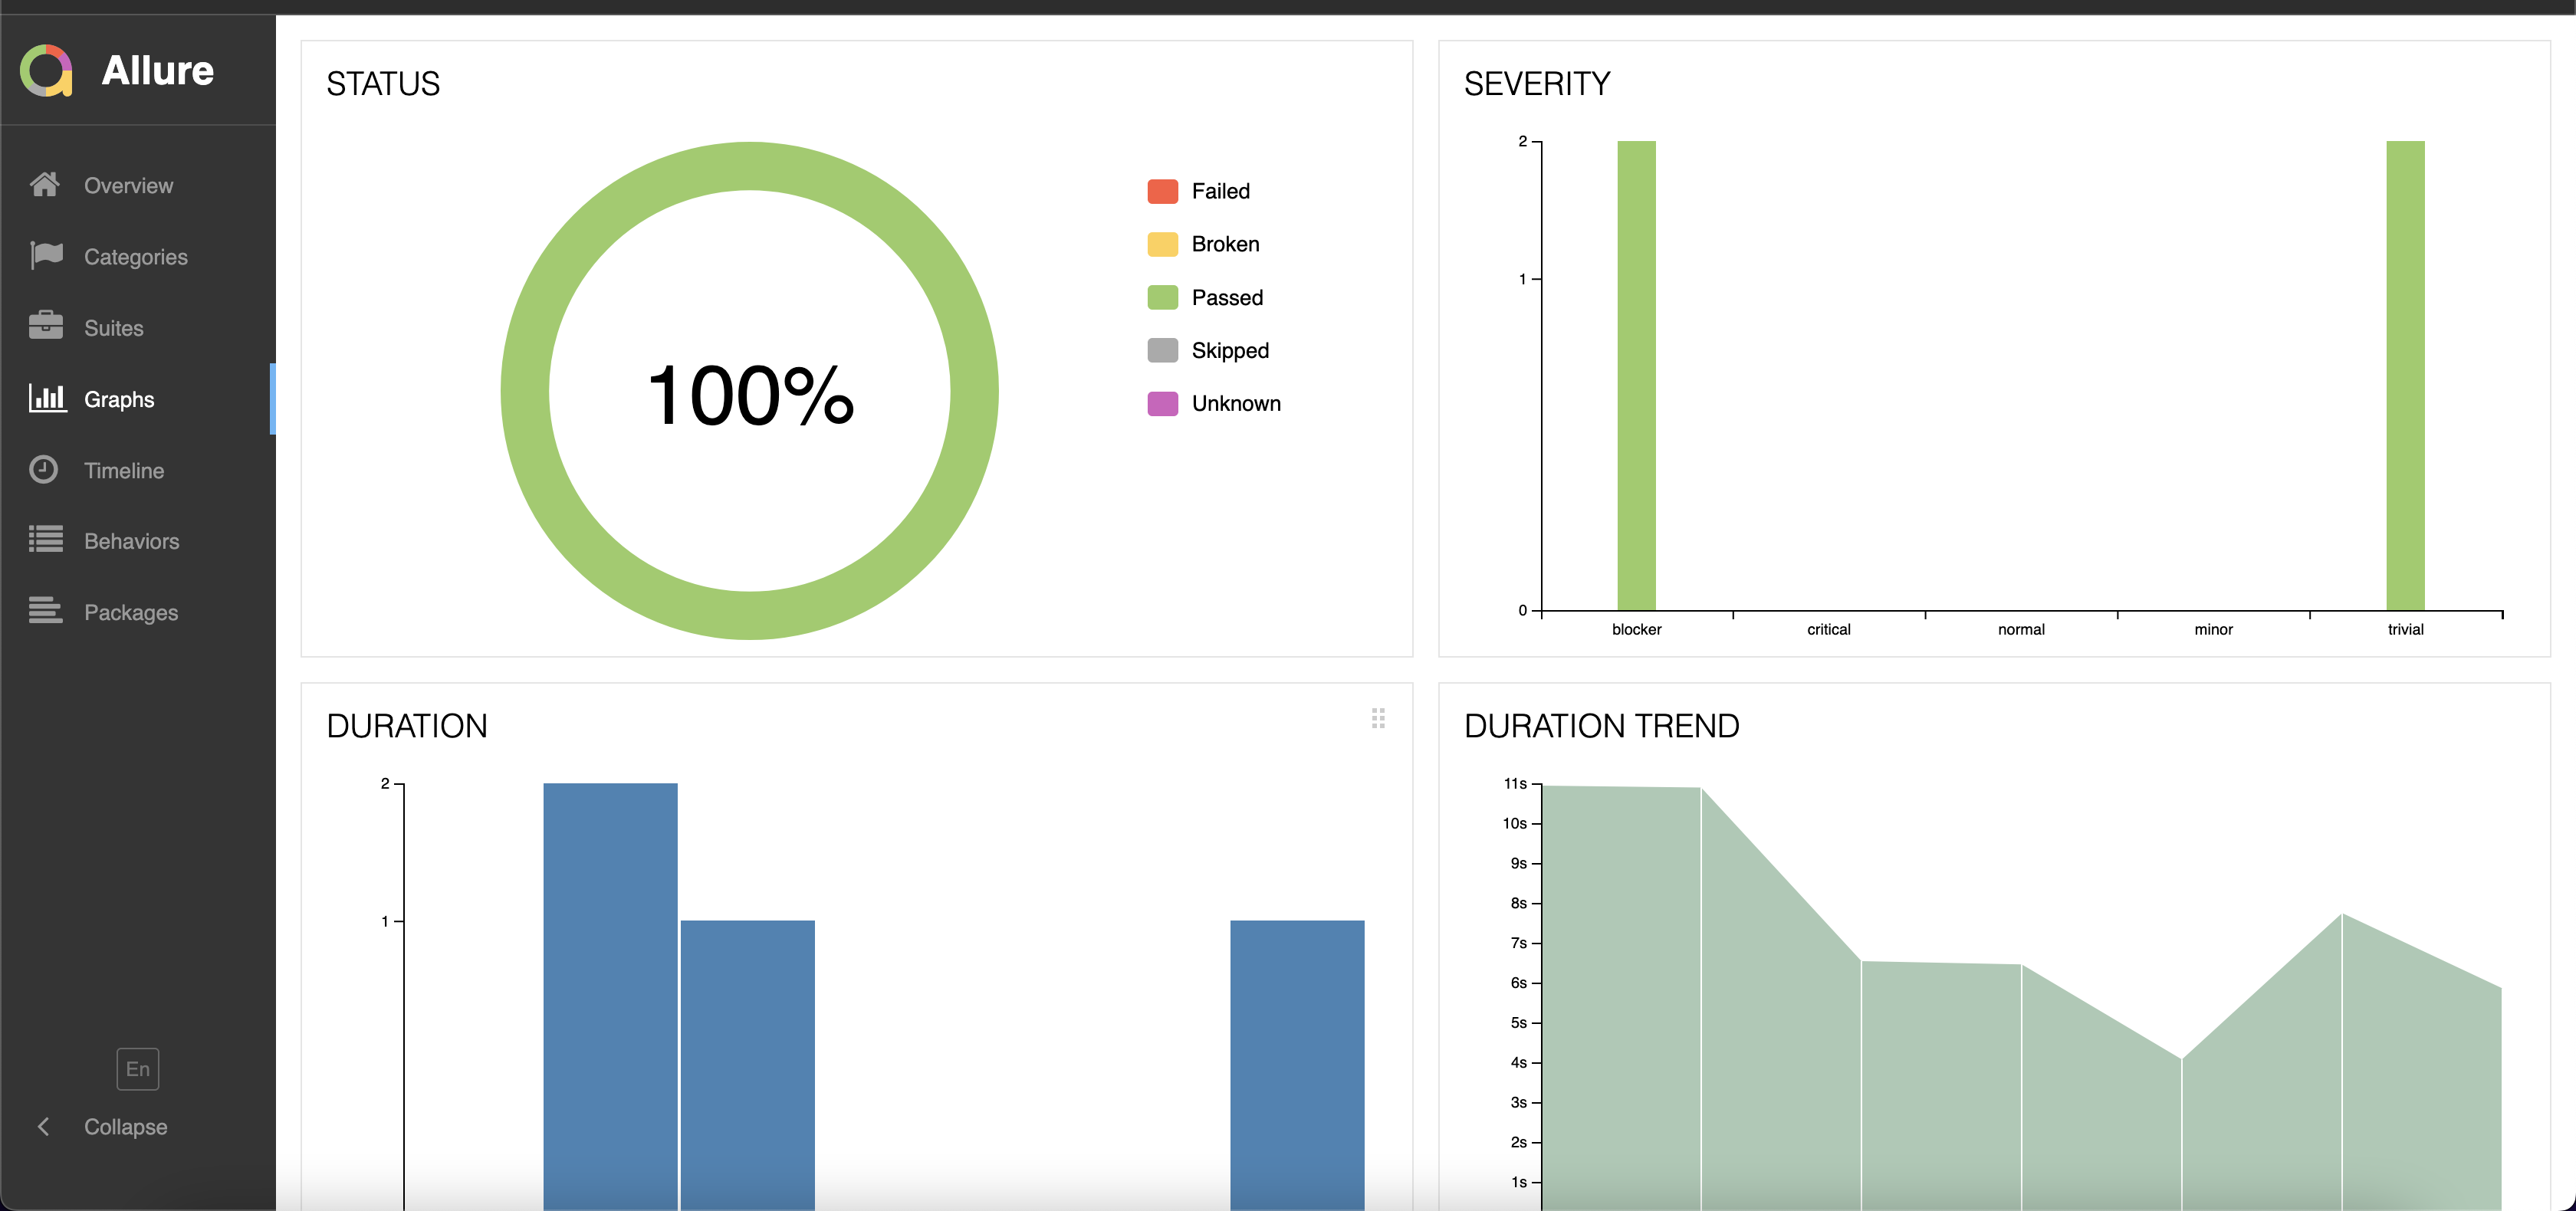 Allure
Overview
Categories
Suites
Graphs
Timeline
Behaviors
Packages
En
Collapse
STATUS
100%
Failed
Broken
Passed
Skipped
Unknown
SEVERITY
2
1
0
blocker critical normal minor trivial
DURATION
2
1
DURATION TREND
11s
10s
9s
8s
7s
6s
5s
4s
3s
2s
1s